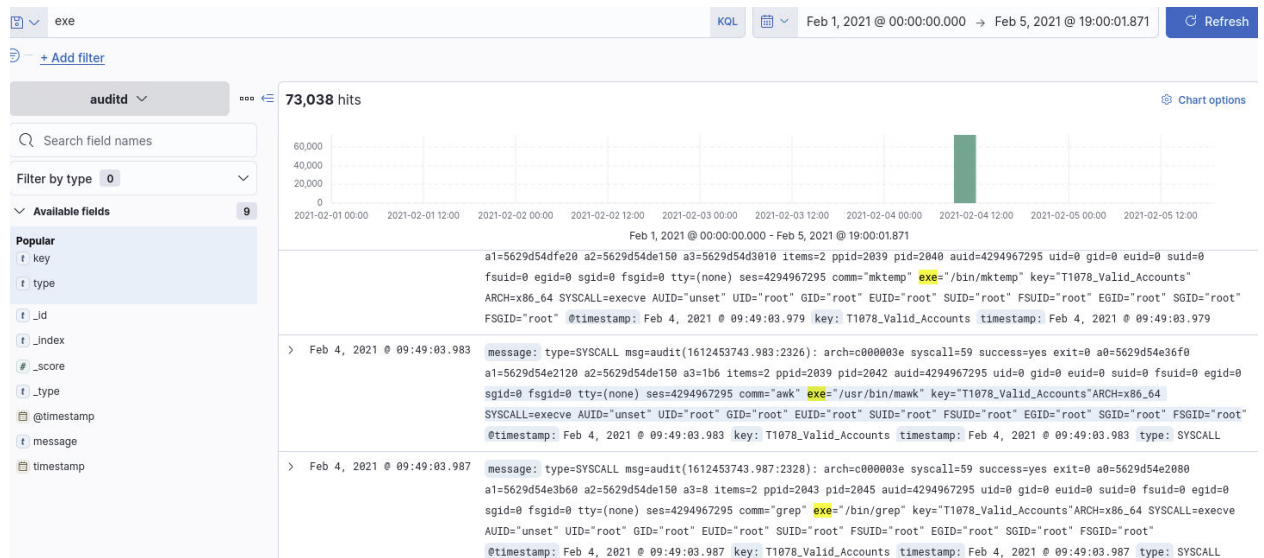 exe
KQL
Feb 1, 2021 @ 00:00:00.000 → Feb 5, 2021 @ 19:00:01.871
Refresh
+ Add filter
auditd
73,038 hits
Chart options
Search field names
Filter by type 0
Available fields 9
Popular
key
type
_id
_index
_score
_type
@timestamp
message
timestamp
60,000
40,000
20,000
0
2021-02-01 00:00 2021-02-01 12:00 2021-02-02 00:00 2021-02-02 12:00 2021-02-03 00:00 2021-02-03 12:00 2021-02-04 00:00 2021-02-04 12:00 2021-02-05 00:00 2021-02-05 12:00
Feb 1, 2021 @ 00:00:00.000 - Feb 5, 2021 @ 19:00:01.871
a1=5629d54dfe20 a2=5629d54de150 a3=5629d54d3010 items=2 ppid=2039 pid=2040 auid=4294967295 uid=0 gid=0 euid=0 suid=0
fsuid=0 egid=0 sgid=0 fsgid=0 tty=(none) ses=4294967295 comm="mktemp" exe="/bin/mktemp" key="T1078_Valid_Accounts"
ARCH=x86_64 SYSCALL=execve AUID="unset" UID="root" GID="root" EUID="root" SUID="root" FSUID="root" EGID="root" SGID="root"
FSGID="root" @timestamp: Feb 4, 2021 @ 09:49:03.979 key: T1078_Valid_Accounts timestamp: Feb 4, 2021 @ 09:49:03.979
Feb 4, 2021 @ 09:49:03.983 message: type=SYSCALL msg=audit(1612453743.983:2326): arch=c000003e syscall=59 success=yes exit=0 a0=5629d54e36f0
a1=5629d54e2120 a2=5629d54de150 a3=1b6 items=2 ppid=2039 pid=2042 auid=4294967295 uid=0 gid=0 euid=0 suid=0 fsuid=0 egid=0
sgid=0 fsgid=0 tty=(none) ses=4294967295 comm="awk" exe="/usr/bin/mawk" key="T1078_Valid_Accounts"ARCH=x86_64
SYSCALL=execve AUID="unset" UID="root" GID="root" EUID="root" SUID="root" FSUID="root" EGID="root" SGID="root" FSGID="root"
@timestamp: Feb 4, 2021 @ 09:49:03.983 key: T1078_Valid_Accounts timestamp: Feb 4, 2021 @ 09:49:03.983 type: SYSCALL
Feb 4, 2021 @ 09:49:03.987 message: type=SYSCALL msg=audit(1612453743.987:2328): arch=c000003e syscall=59 success=yes exit=0 a0=5629d54e2080
a1=5629d54e3b60 a2=5629d54de150 a3=8 items=2 ppid=2043 pid=2045 auid=4294967295 uid=0 gid=0 euid=0 suid=0 fsuid=0 egid=0
sgid=0 fsgid=0 tty=(none) ses=4294967295 comm="grep" exe="/bin/grep" key="T1078_Valid_Accounts"ARCH=x86_64 SYSCALL=execve
AUID="unset" UID="root" GID="root" EUID="root" SUID="root" FSUID="root" EGID="root" SGID="root" FSGID="root"
@timestamp: Feb 4, 2021 @ 09:49:03.987 key: T1078_Valid_Accounts timestamp: Feb 4, 2021 @ 09:49:03.987 type: SYSCALL